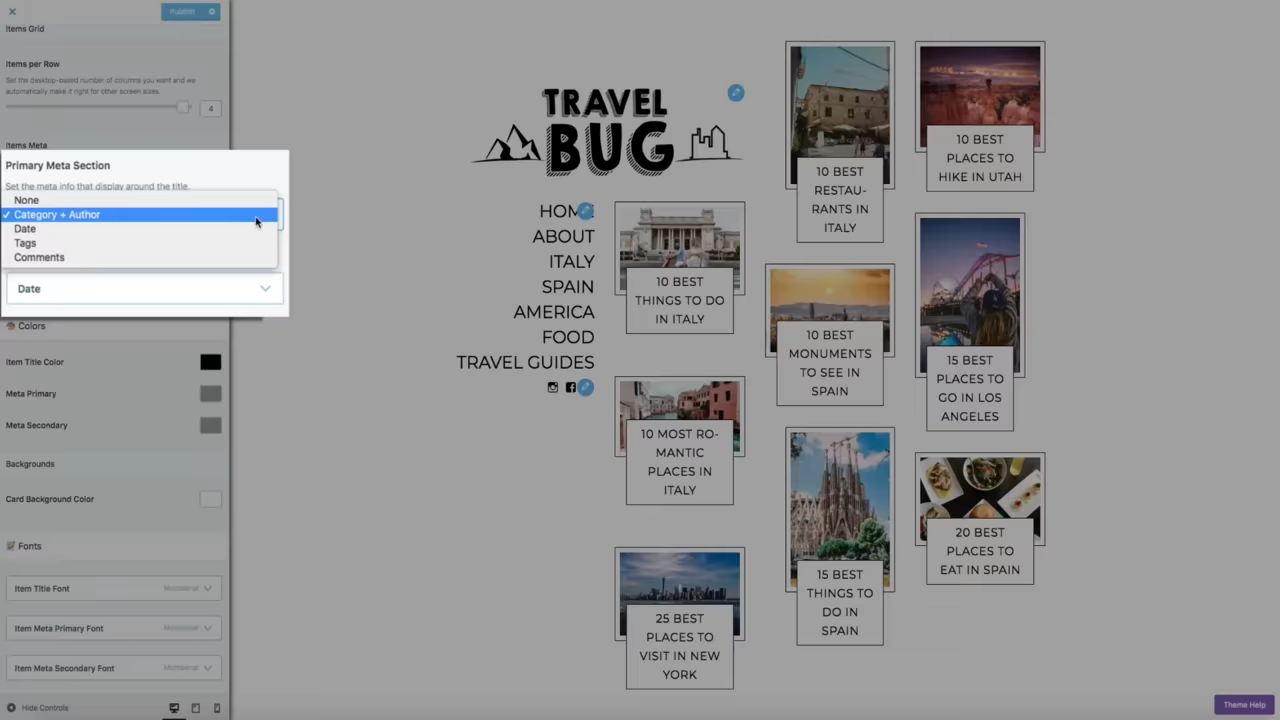 Publish
Items Grid
Items per Row
Set the desktop-based number of columns you want and we
automatically make it right for other screen sizes.
4
Items Meta
Primary Meta Section
Set the meta info that display around the title.
None
✓ Category + Author
Date
Tags
Comments
Date
Colors
Item Title Color
Meta Primary
Meta Secondary
Backgrounds
Card Background Color
Fonts
Item Title Font Montserrat
Item Meta Primary Font Montserrat
Item Meta Secondary Font Montserrat
Hide Controls
TRAVEL
BUG
HOME
ABOUT
ITALY
SPAIN
AMERICA
FOOD
TRAVEL GUIDES
10 BEST
THINGS TO DO
IN ITALY
10 MOST RO-
MANTIC
PLACES IN
ITALY
25 BEST
PLACES TO
VISIT IN NEW
YORK
10 BEST
RESTAU-
RANTS IN
ITALY
10 BEST
MONUMENTS
TO SEE IN
SPAIN
15 BEST
THINGS TO
DO IN
SPAIN
10 BEST
PLACES TO
HIKE IN UTAH
15 BEST
PLACES TO
GO IN LOS
ANGELES
20 BEST
PLACES TO
EAT IN SPAIN
Theme Help